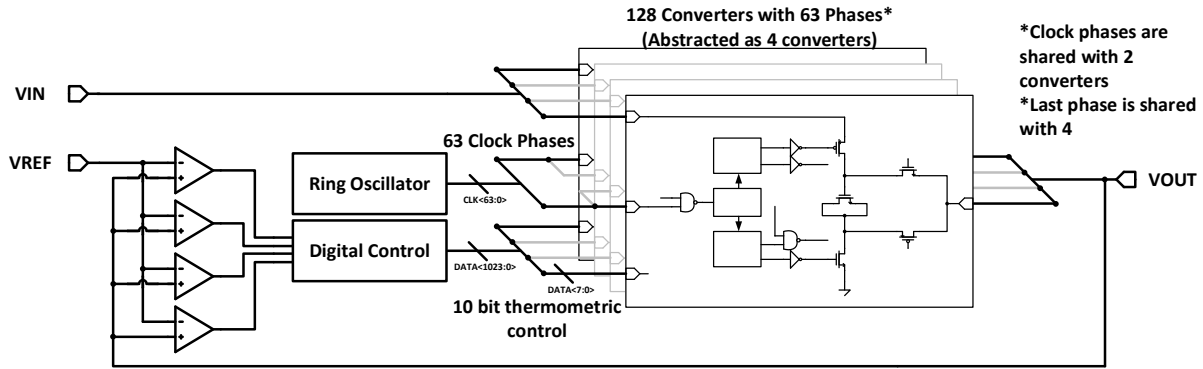 128 Converters with 63 Phases*
(Abstracted as 4 converters)
*Clock phases are
shared with 2
converters
*Last phase is shared
with 4
VIN
63 Clock Phases
VREF
Ring Oscillator
CLK<63:0>
VOUT
Digital Control
DATA<1023:0>
DATA<7:0>
10 bit thermometric
control